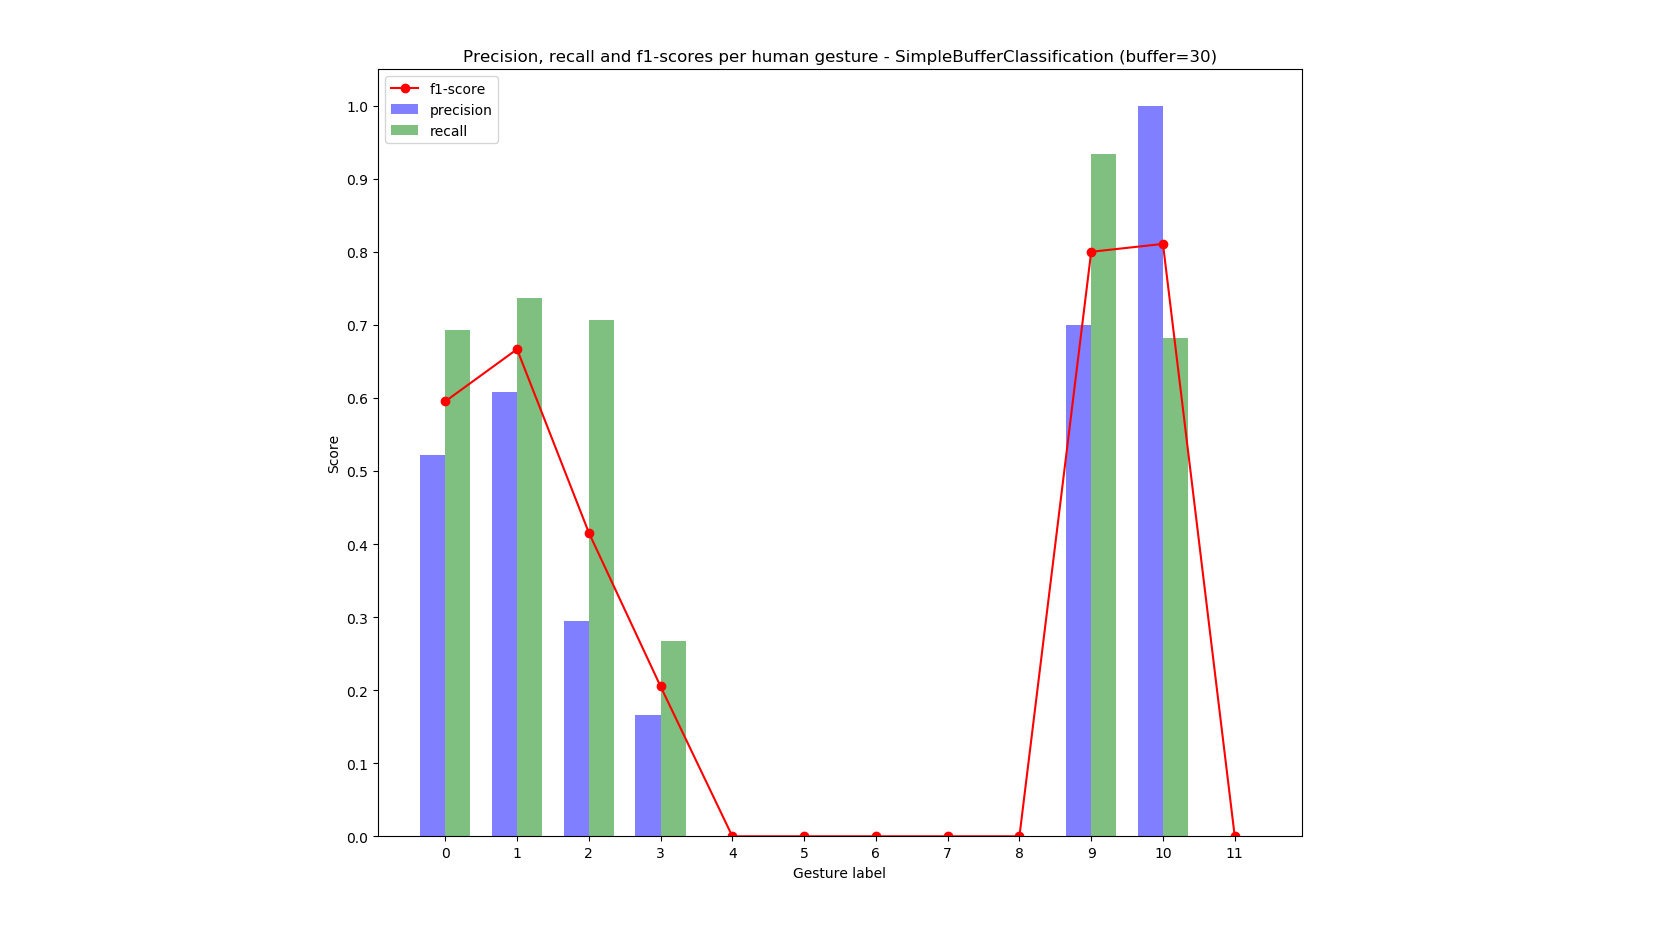 Precision, recall and f1-scores per human gesture - SimpleBufferClassification (buffer=30)
f1-score
precision
recall
1.0
0.9
0.8
0.7
0.6
0.5
0.4
0.3
0.2
0.1
0.0
Score
0 1 2 3 4 5 6 7 8 9 10 11
Gesture label